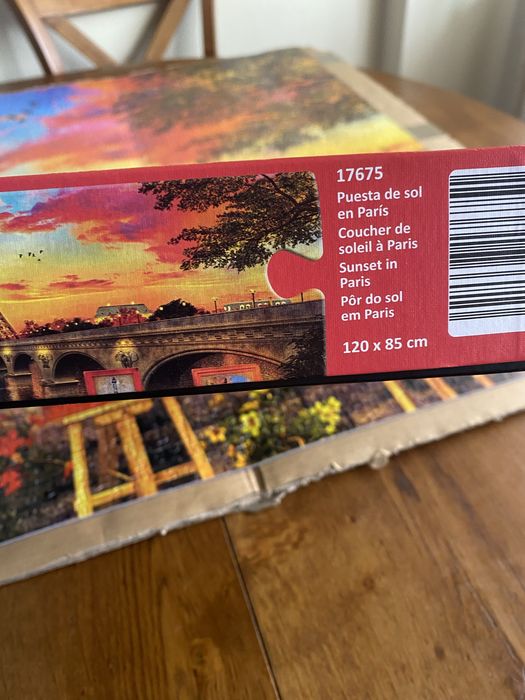 17675
Puesta de sol
en París
Coucher de
soleil à Paris
Sunset in
Paris
Pôr do sol
em Paris
120 x 85 cm